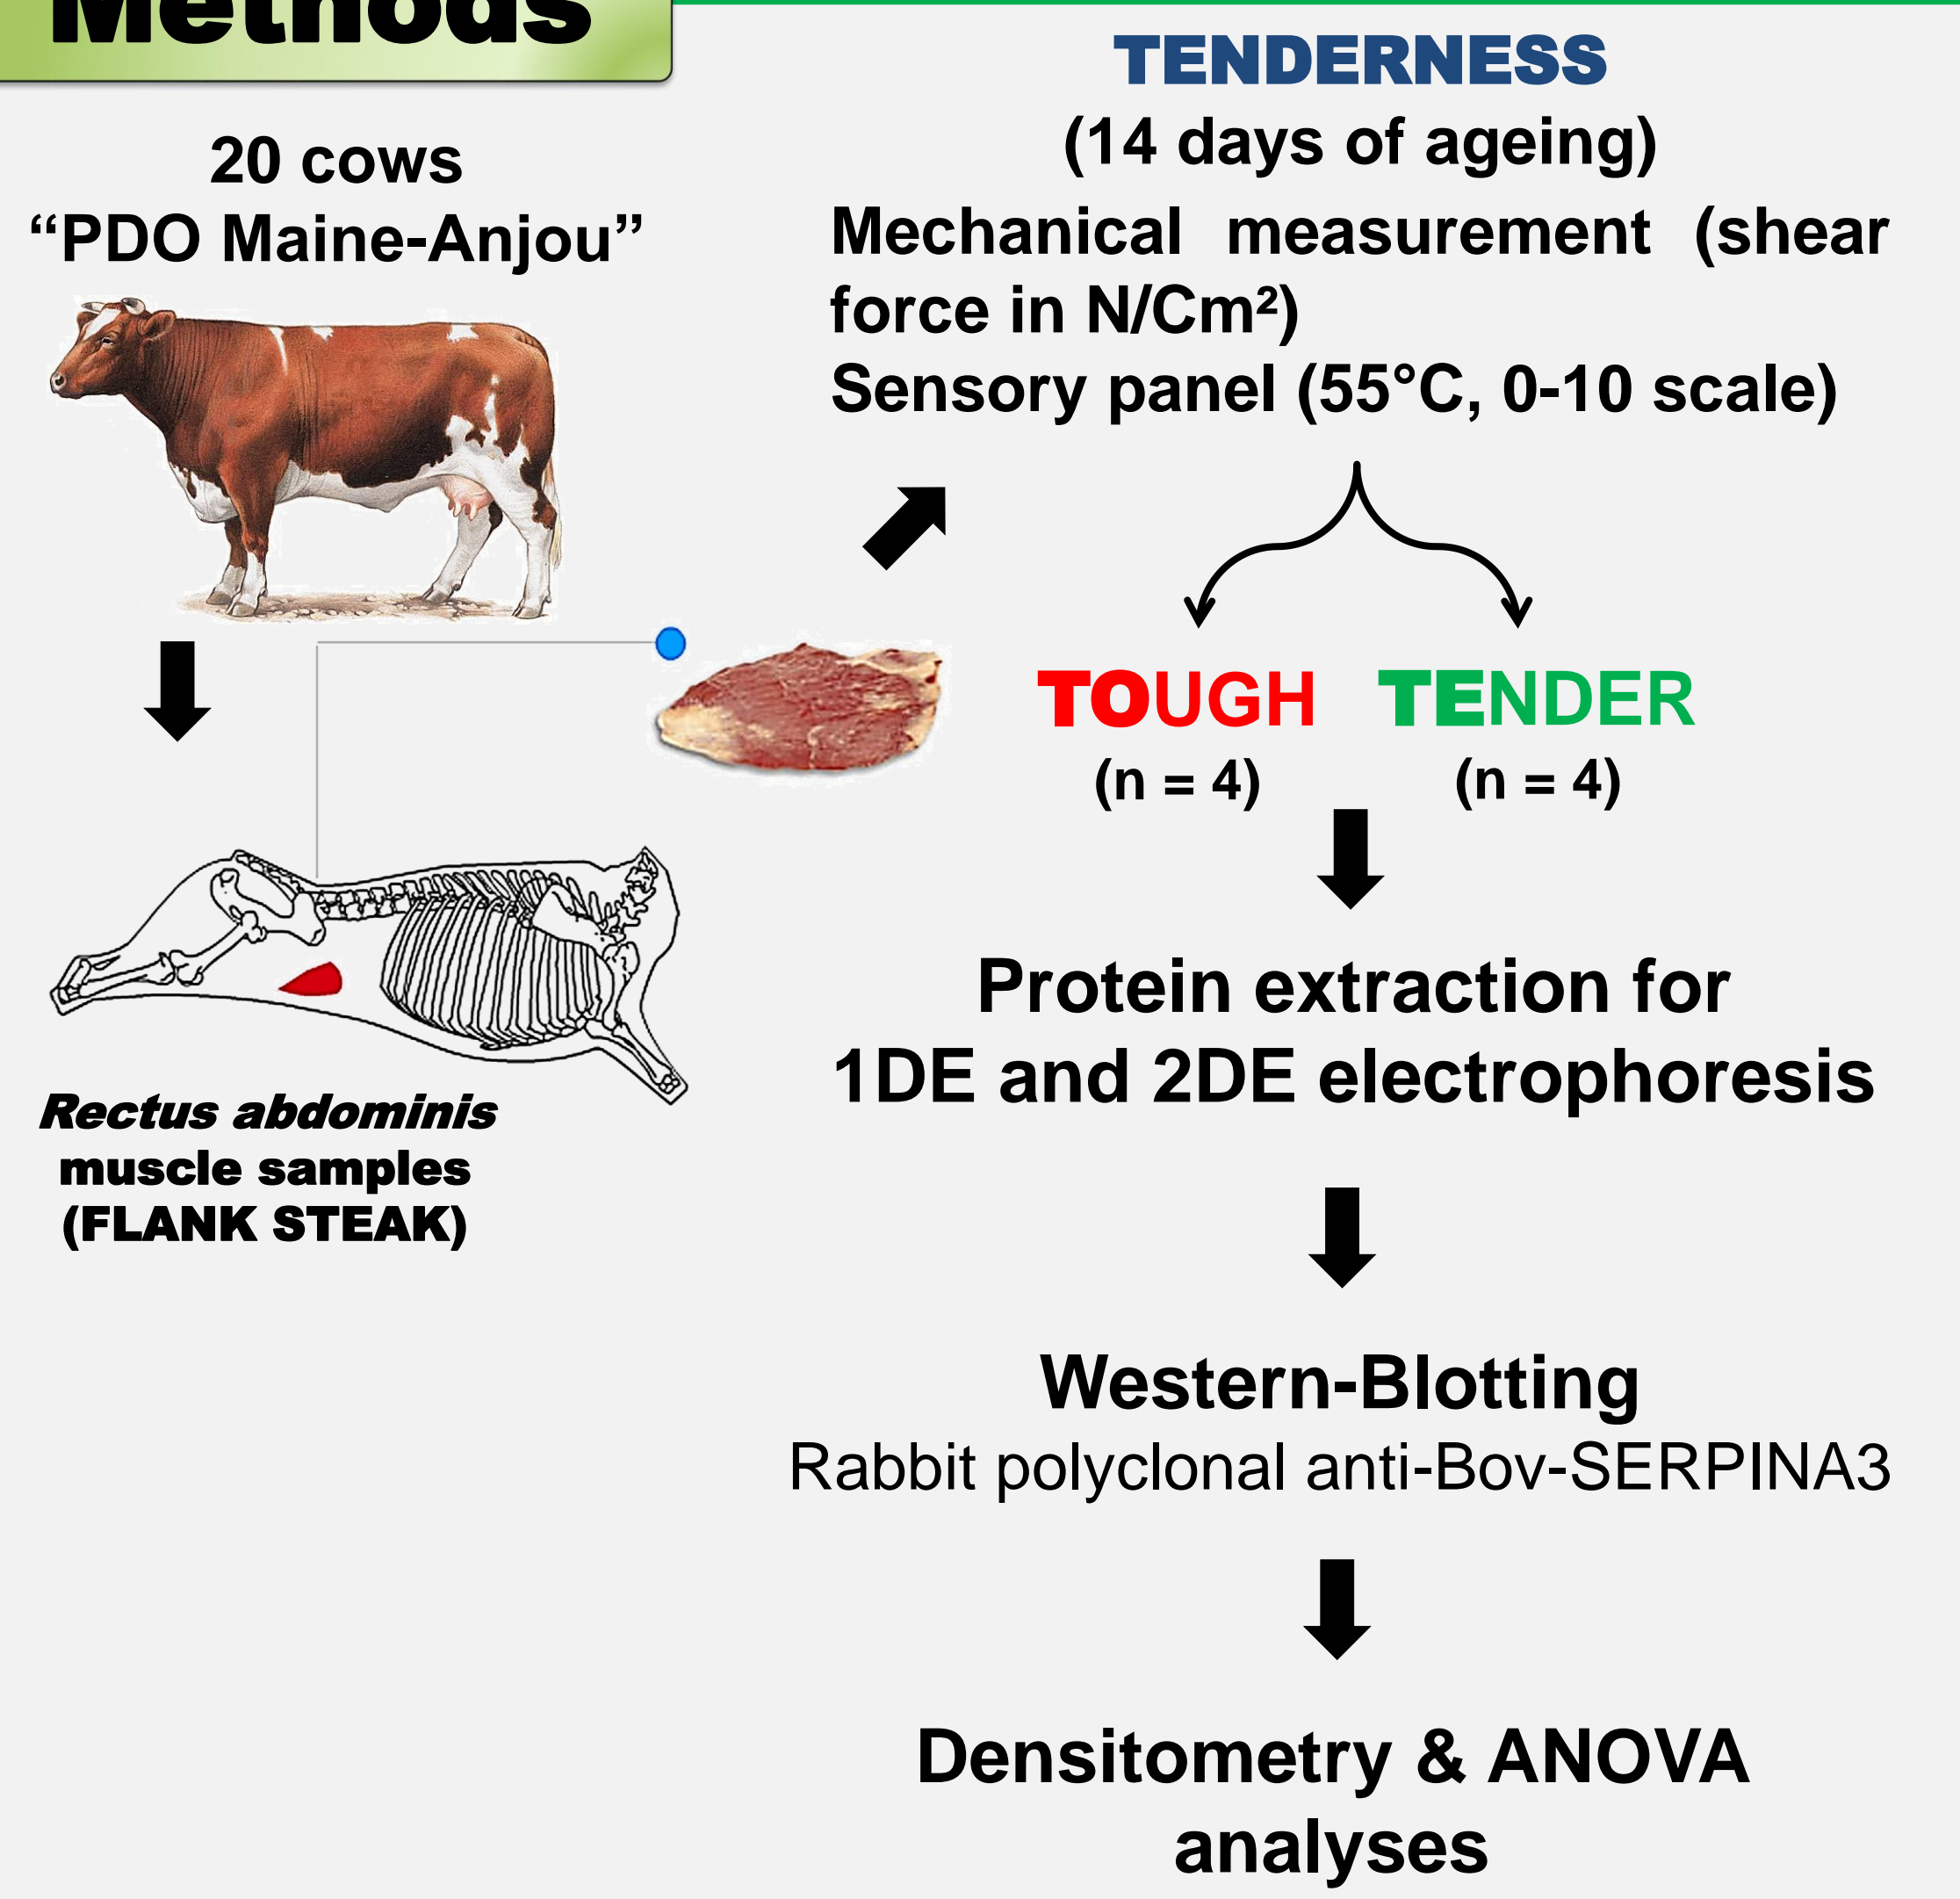 Methods
20 cows
“PDO Maine-Anjou”
Rectus abdominis
muscle samples
(FLANK STEAK)
TENDERNESS
(14 days of ageing)
Mechanical measurement (shear
force in N/Cm²)
Sensory panel (55°C, 0-10 scale)
TOUGH TENDER
(n = 4) (n = 4)
Protein extraction for
1DE and 2DE electrophoresis
Western-Blotting
Rabbit polyclonal anti-Bov-SERPINA3
Densitometry & ANOVA
analyses